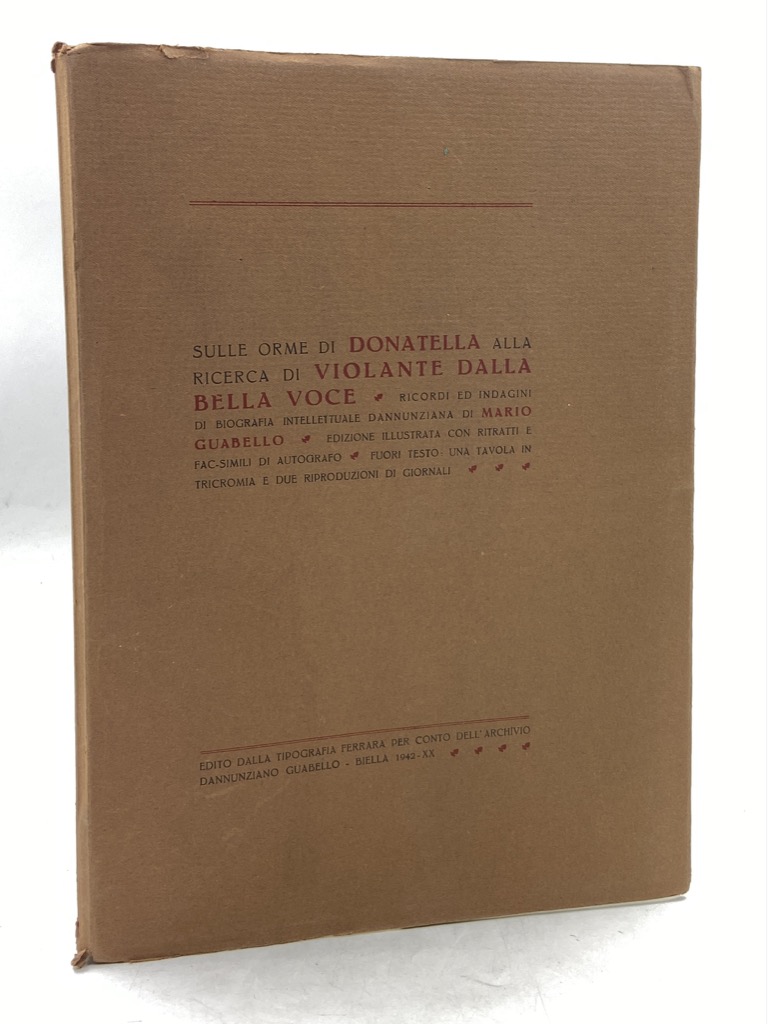 SULLE ORME DI DONATELLA ALLA
RICERCA DI VIOLANTE DALLA
BELLA VOCE RICORDI ED INDAGINI
DI BIOGRAFIA INTELLETTUALE DANNUNZIANA DI MARIO
GUABELLO EDIZIONE ILLUSTRATA CON RITRATTI E
FAC-SIMILI DI AUTOGRAFO FUORI TESTO UNA TAVOLA IN
TRICROMIA E DUE RIPRODUZIONI DI GIORNALI
EDITO DALLA TIPOGRAFIA FERRARA PER CONTO DELL'ARCHIVIO
DANNUNZIANO GUABELLO - BIELLA 1942-XX